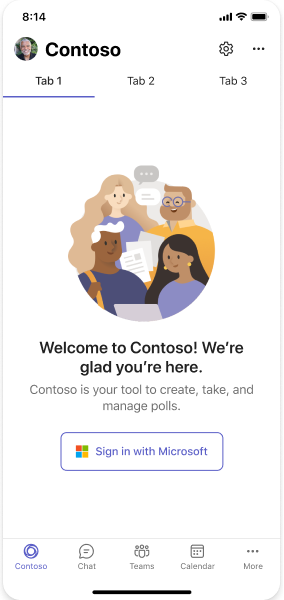 8:14
Contoso
Tab 1 Tab 2 Tab 3
Welcome to Contoso! We’re
glad you’re here.
Contoso is your tool to create, take, and
manage polls.
Sign in with Microsoft
Contoso Chat Teams Calendar More